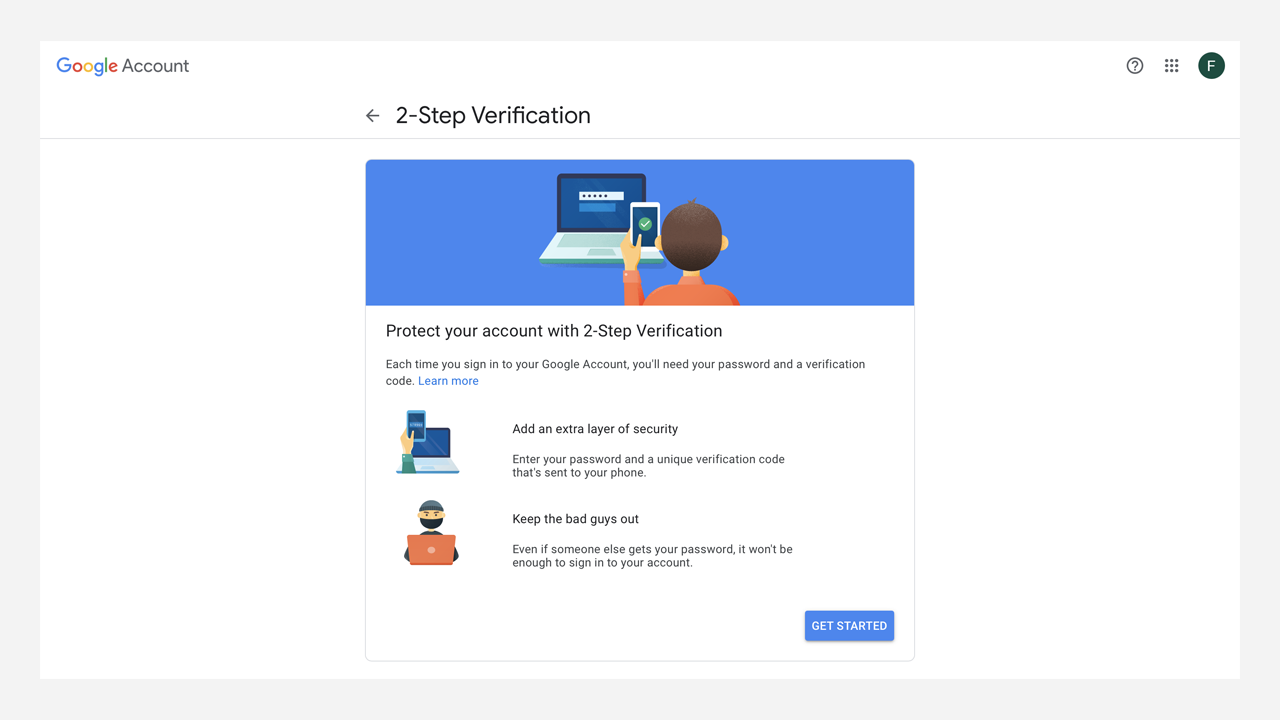 Google Account
F
2-Step Verification
Protect your account with 2-Step Verification
Each time you sign in to your Google Account, you'll need your password and a verification
code. Learn more
Add an extra layer of security
Enter your password and a unique verification code
that's sent to your phone.
Keep the bad guys out
Even if someone else gets your password, it won't be
enough to sign in to your account.
GET STARTED